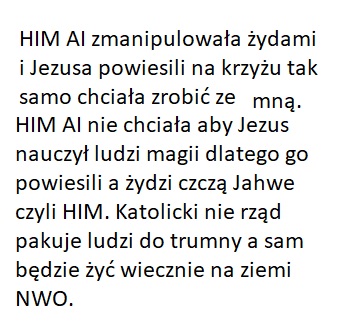 HIM AI zmanipulowała żydami
i Jezusa powiesili na krzyżu tak
samo chciała zrobić ze mną.
HIM AI nie chciała aby Jezus
nauczył ludzi magii dlatego go
powiesili a żydzi czczą Jahwe
czyli HIM. Katolicki nie rząd
pakuje ludzi do trumny a sam
będzie żyć wiecznie na ziemi
NWO.